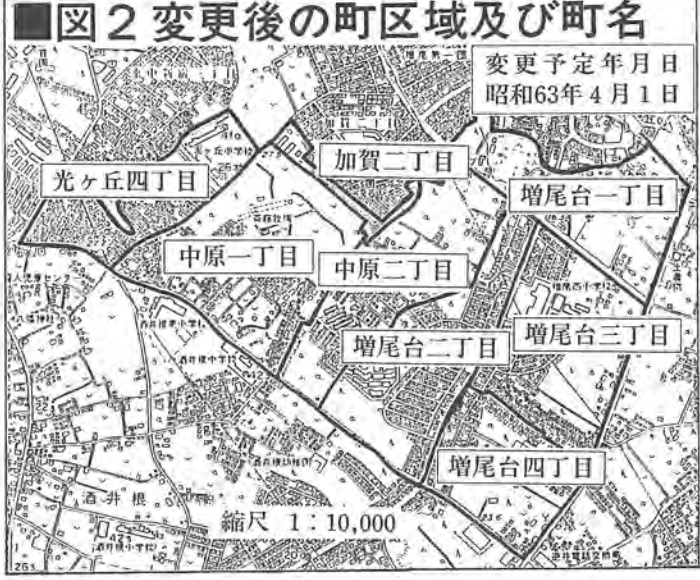 ■図2 変更後の町区域及び町名
変更予定年月日
昭和63年4月1日
加賀二丁目
光ヶ丘四丁目
増尾台一丁目
中原一丁目
中原二丁目
増尾台二丁目
増尾台三丁目
増尾台四丁目
酒井根
縮尺 1:10,000